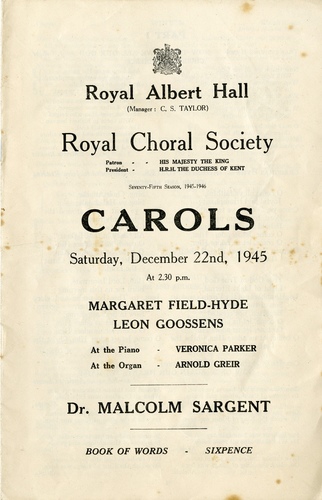 Royal Albert Hall
(Manager: C. S. TAYLOR)
Royal Choral Society
Patron - - HIS MAJESTY THE KING
President - H.R.H. THE DUCHESS OF KENT
SEVENTY-FIFTH SEASON, 1945-1946
CAROLS
Saturday, December 22nd, 1945
At 2.30 p.m.
MARGARET FIELD-HYDE
LEON GOOSSENS
At the Piano - VERONICA PARKER
At the Organ - ARNOLD GREIR
Dr. MALCOLM SARGENT
BOOK OF WORDS - SIXPENCE